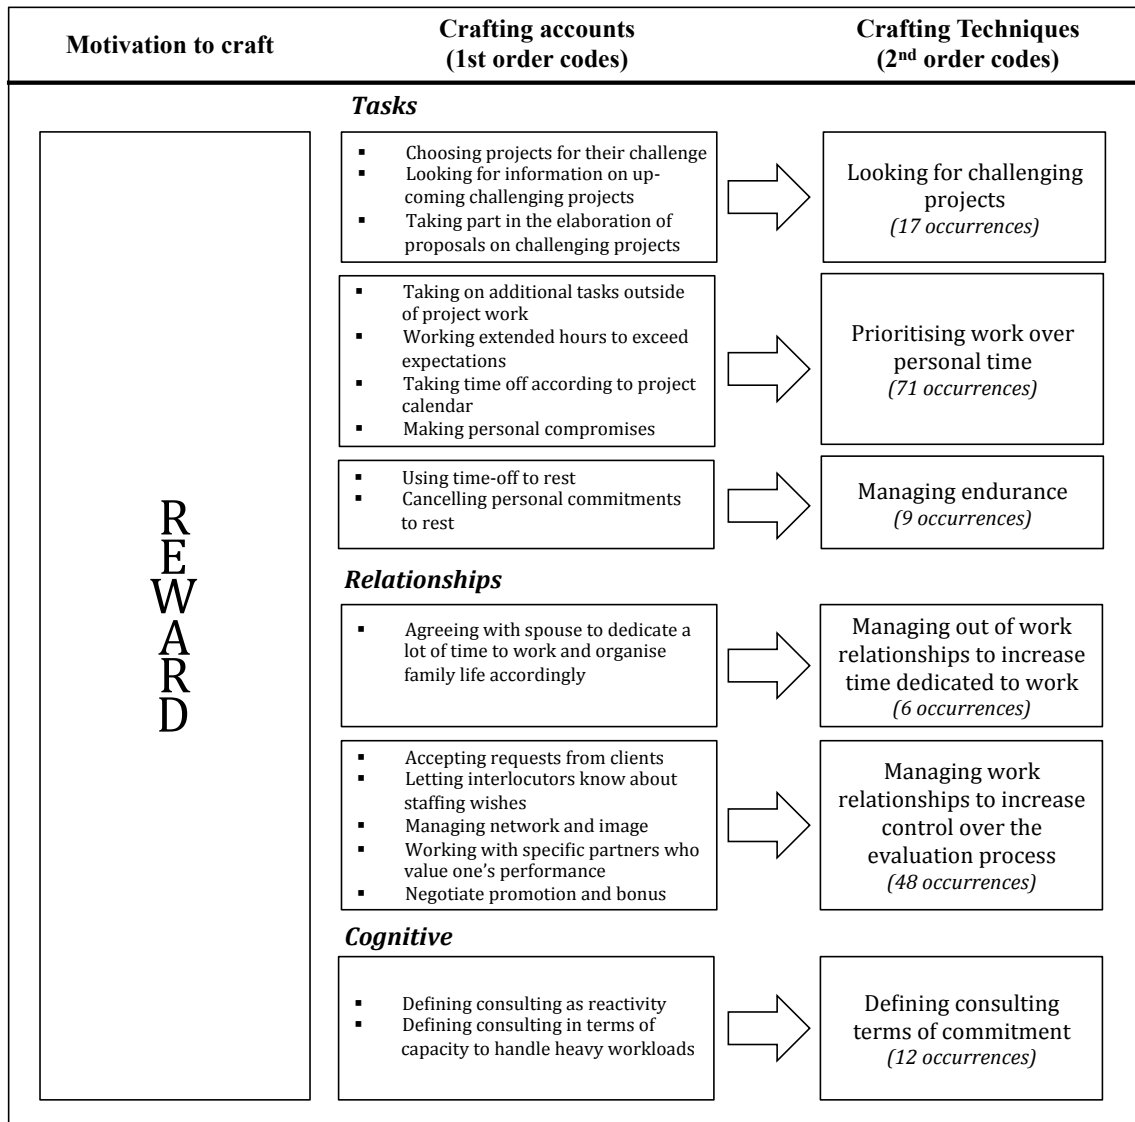 Motivation to craft
Crafting accounts
(1st order codes)
Crafting Techniques
(2nd order codes)
REWARD
Tasks
▪ Choosing projects for their challenge
▪ Looking for information on up-
coming challenging projects
▪ Taking part in the elaboration of
proposals on challenging projects
Looking for challenging
projects
(17 occurrences)
▪ Taking on additional tasks outside
of project work
▪ Working extended hours to exceed
expectations
▪ Taking time off according to project
calendar
▪ Making personal compromises
Prioritising work over
personal time
(71 occurrences)
▪ Using time-off to rest
▪ Cancelling personal commitments
to rest
Managing endurance
(9 occurrences)
Relationships
▪ Agreeing with spouse to dedicate a
lot of time to work and organise
family life accordingly
Managing out of work
relationships to increase
time dedicated to work
(6 occurrences)
▪ Accepting requests from clients
▪ Letting interlocutors know about
staffing wishes
▪ Managing network and image
▪ Working with specific partners who
value one's performance
▪ Negotiate promotion and bonus
Managing work
relationships to increase
control over the
evaluation process
(48 occurrences)
Cognitive
▪ Defining consulting as reactivity
▪ Defining consulting in terms of
capacity to handle heavy workloads
Defining consulting
terms of commitment
(12 occurrences)